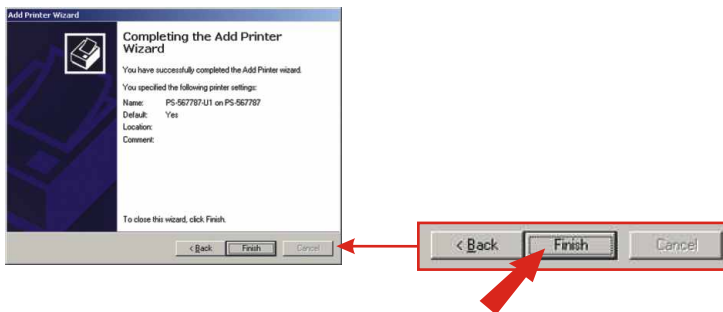 Add Printer Wizard
Completing the Add Printer
Wizard
You have successfully completed the Add Printer wizard.
You specified the following printer settings:
Name: PS-567787-U1 on PS-567787
Default: Yes
Location:
Comment:
To close this wizard, click Finish.
< Back Finish Cancel
< Back Finish Cancel